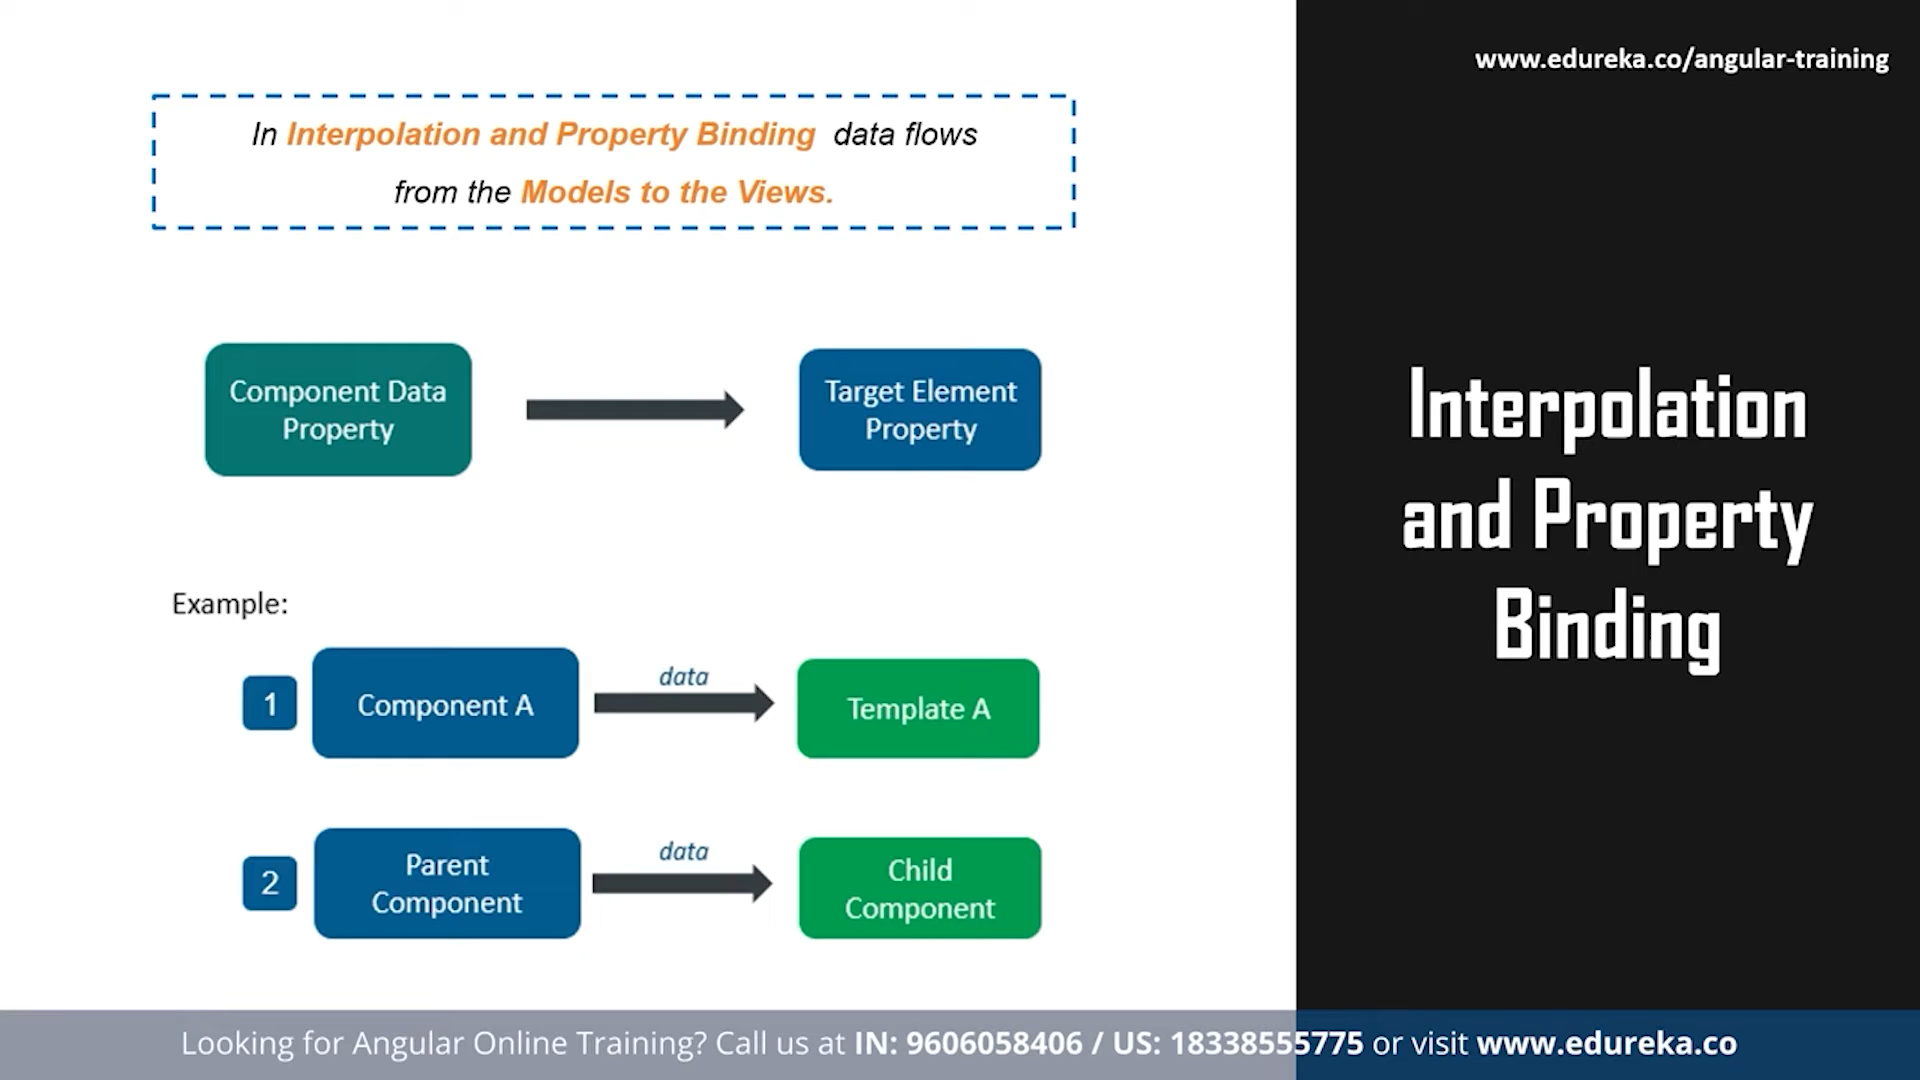 www.edureka.co/angular-training
In Interpolation and Property Binding data flows
from the Models to the Views.
Component Data
Property
Target Element
Property
Interpolation
and Property
Binding
Example:
1
Component A
data
Template A
2
Parent
Component
data
Child
Component
Looking for Angular Online Training? Call us at IN: 9606058406 / US: 18338555775 or visit www.edureka.co